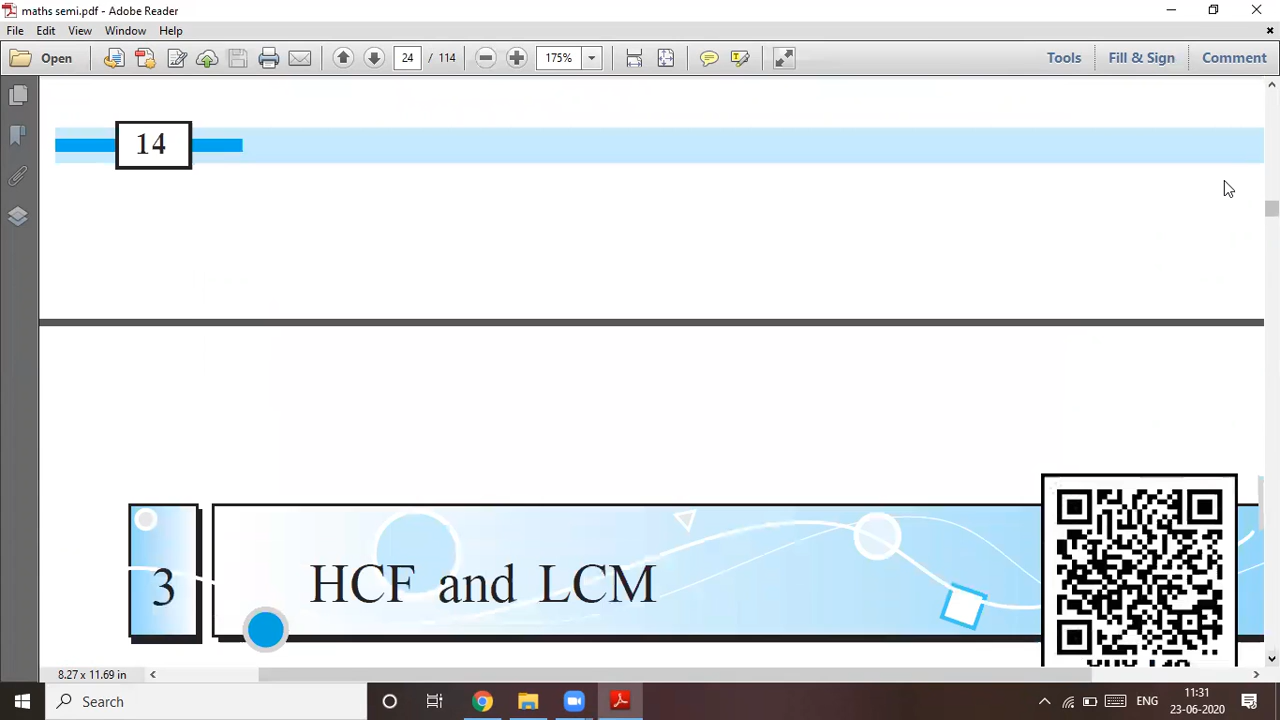 maths semi.pdf - Adobe Reader
File Edit View Window Help
Open 24 / 114 175% Tools Fill & Sign Comment
14
3 HCF and LCM
8.27 x 11.69 in
Search ENG 11:31
23-06-2020